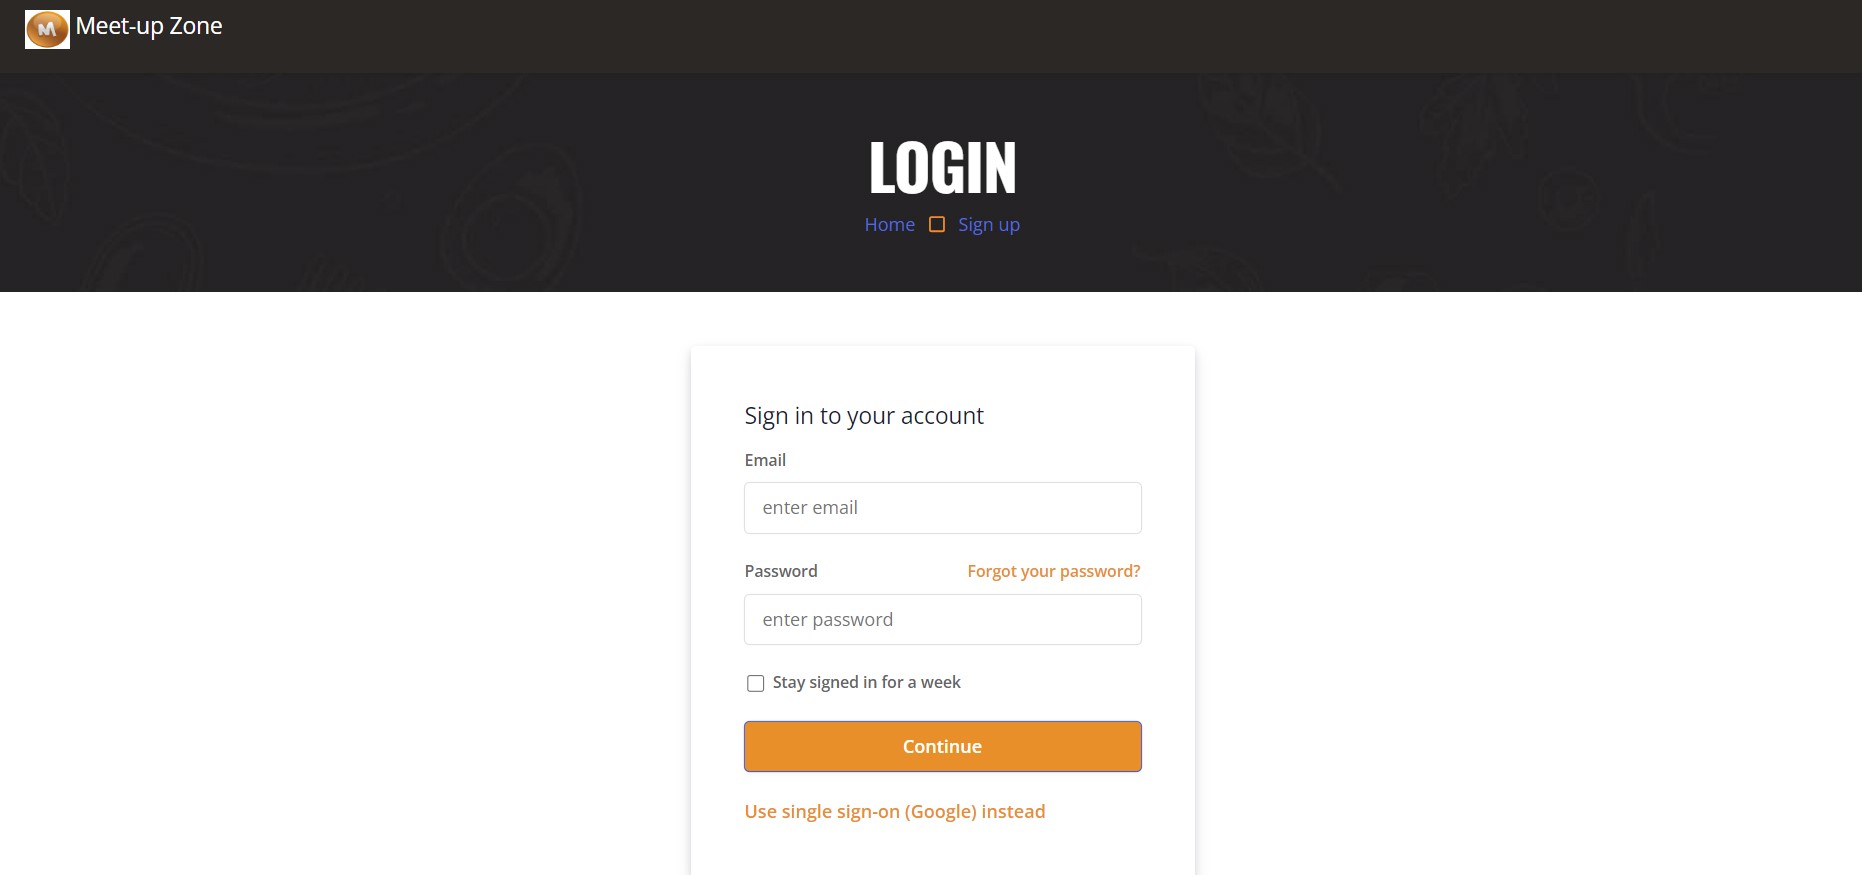 M
Meet-up Zone
LOGIN
Home Sign up
Sign in to your account
Email
enter email
Password Forgot your password?
enter password
Stay signed in for a week
Continue
Use single sign-on (Google) instead